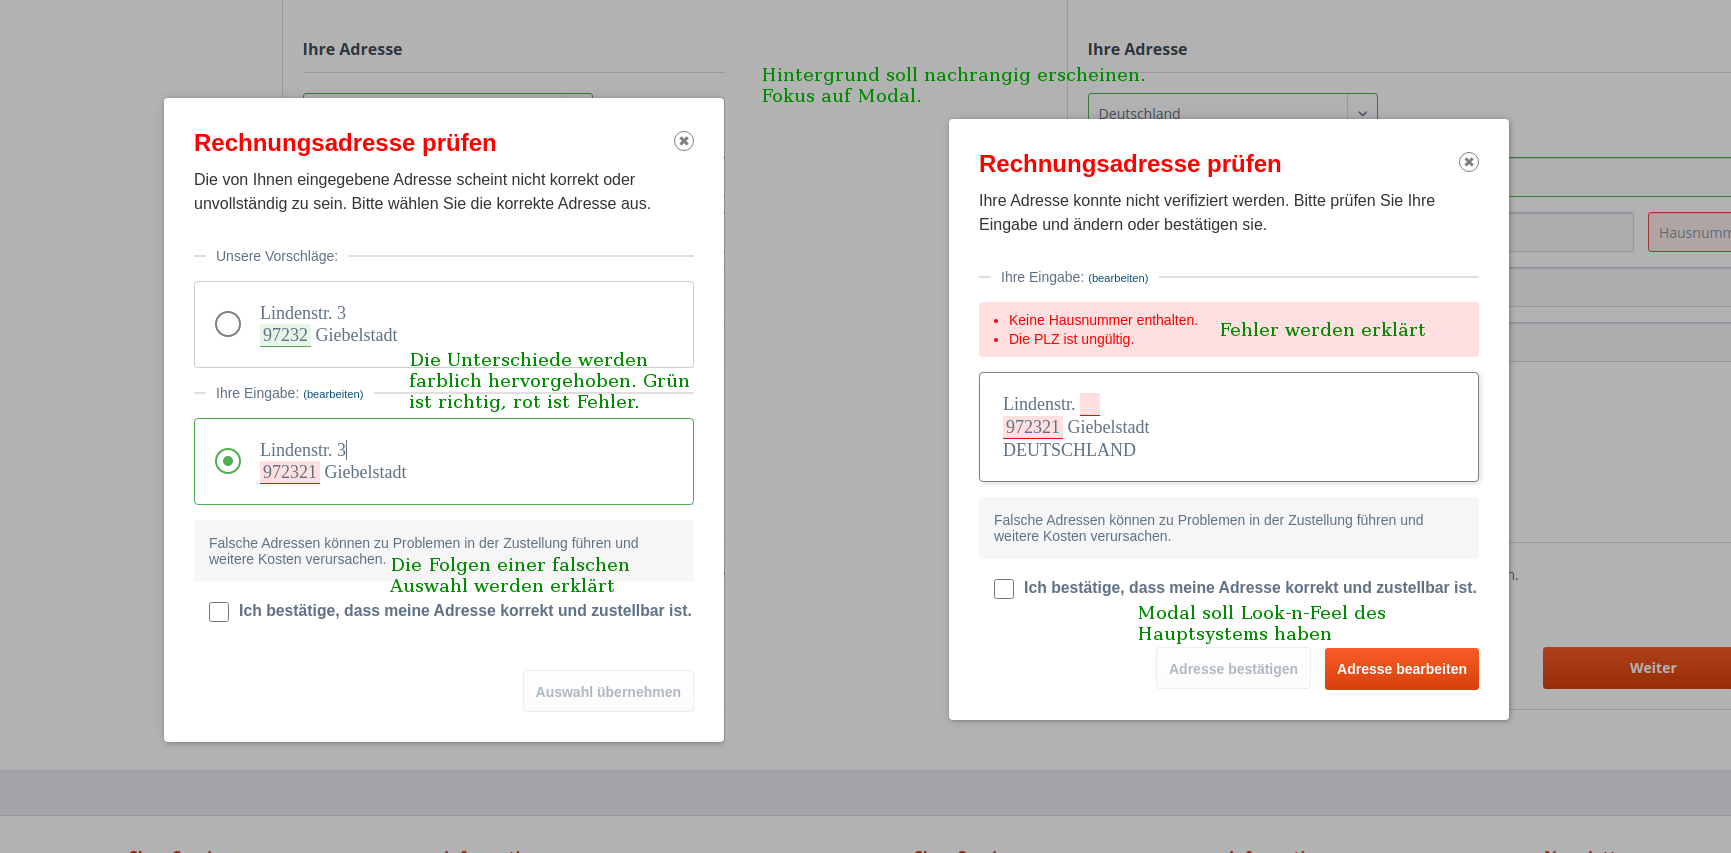 Ihre Adresse
Ihre Adresse
Hintergrund soll nachrangig erscheinen.
Fokus auf Modal.
Deutschland
Rechnungsadresse prüfen
Die von Ihnen eingegebene Adresse scheint nicht korrekt oder
unvollständig zu sein. Bitte wählen Sie die korrekte Adresse aus.
Unsere Vorschläge:
Lindenstr. 3
97232 Giebelstadt
Die Unterschiede werden
farblich hervorgehoben. Grün
ist richtig, rot ist Fehler.
Ihre Eingabe: (bearbeiten)
Lindenstr. 3
972321 Giebelstadt
Falsche Adressen können zu Problemen in der Zustellung führen und
weitere Kosten verursachen.
Die Folgen einer falschen
Auswahl werden erklärt
Ich bestätige, dass meine Adresse korrekt und zustellbar ist.
Auswahl übernehmen
Rechnungsadresse prüfen
Ihre Adresse konnte nicht verifiziert werden. Bitte prüfen Sie Ihre
Eingabe und ändern oder bestätigen sie.
Hausnumm
Ihre Eingabe: (bearbeiten)
Keine Hausnummer enthalten.
Die PLZ ist ungültig.
Fehler werden erklärt
Lindenstr.
972321 Giebelstadt
DEUTSCHLAND
Falsche Adressen können zu Problemen in der Zustellung führen und
weitere Kosten verursachen.
Ich bestätige, dass meine Adresse korrekt und zustellbar ist.
Modal soll Look-n-Feel des
Hauptsystems haben
Adresse bestätigen
Adresse bearbeiten
Weiter